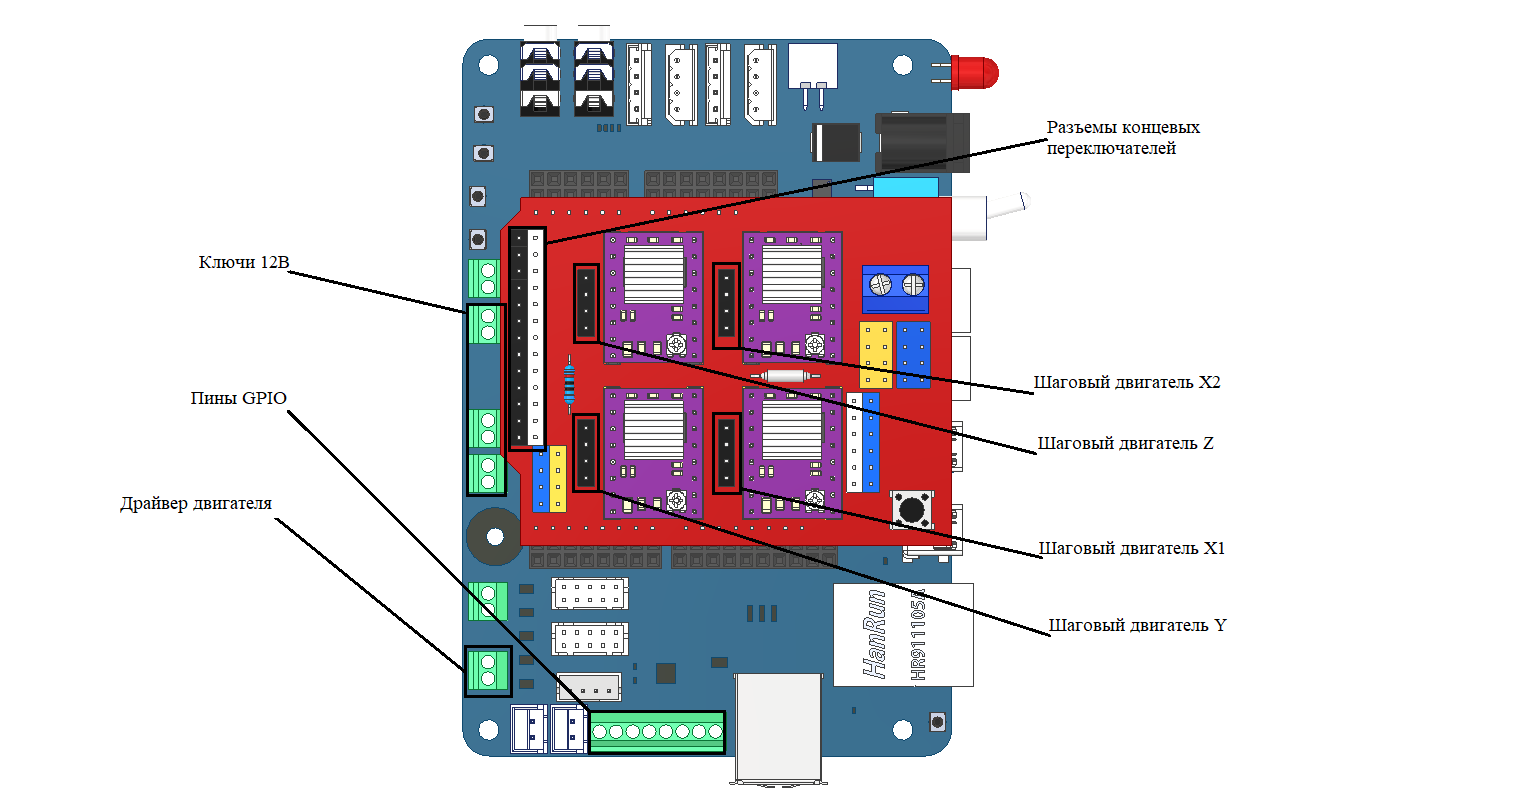 Разъемы концевых
переключателей
Ключи 12В
Шаговый двигатель X2
Пины GPIO
Шаговый двигатель Z
Драйвер двигателя
Шаговый двигатель X1
Шаговый двигатель Y
HanRun
HR911105A